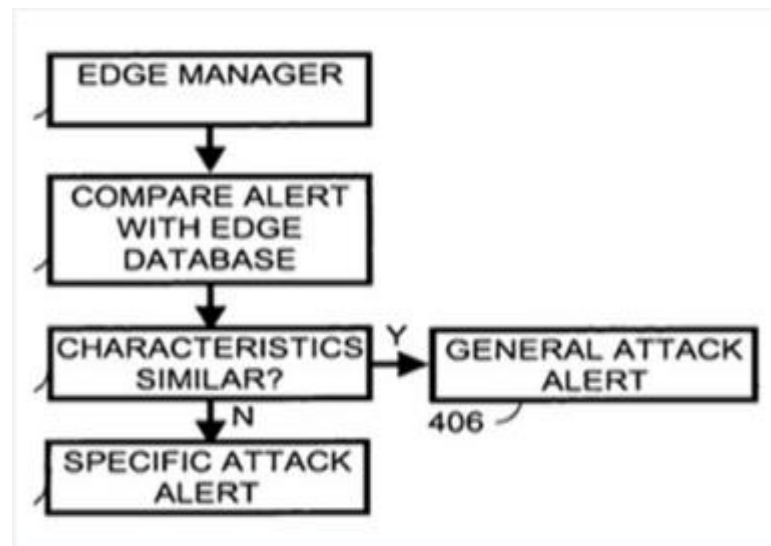 EDGE MANAGER
COMPARE ALERT
WITH EDGE
DATABASE
CHARACTERISTICS
SIMILAR?
Y
GENERAL ATTACK
ALERT
406
N
SPECIFIC ATTACK
ALERT